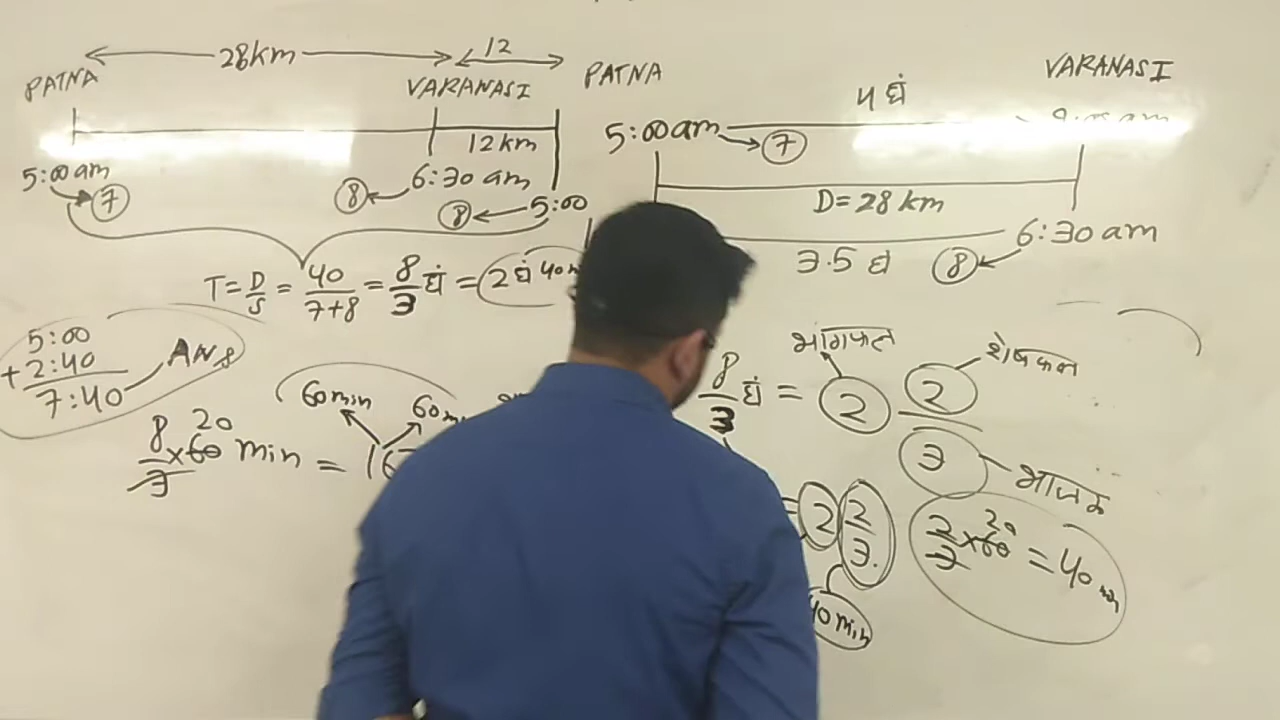 28km 12
PATNA VARANASI
12 km
5:00 am 7
8 6:30 am
8 5:00
T = D/S = 40/7+8 = 8/3 घं = 2 घं 40
5:00
+ 2:40
7:40 ANS
8/3 × 60 20 min =
60min 60
PATNA 4 घं VARANASI
5:00am 7
D = 28 km
6:30 am
3.5 घं 8
8/3 घं = 2 2/3
भागफल शेषफल
भाजक
= 2 2/3
40 min
2/3 × 60 20 = 40 min